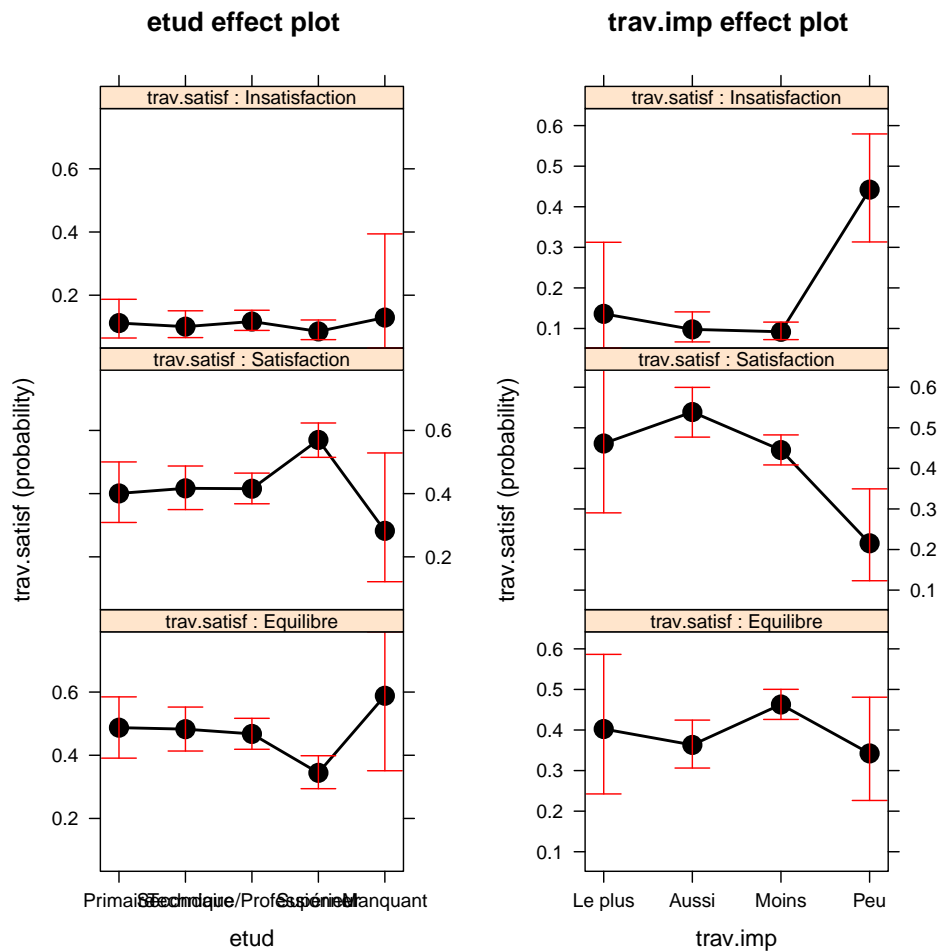 etud effect plot
trav.satisf : Insatisfaction
0.6
0.4
0.2
trav.satisf : Satisfaction
0.6
0.4
0.2
trav.satisf : Equilibre
0.6
0.4
0.2
trav.satisf (probability)
Primaire Manquant
etud
trav.imp effect plot
trav.satisf : Insatisfaction
0.6
0.5
0.4
0.3
0.2
0.1
trav.satisf : Satisfaction
0.6
0.5
0.4
0.3
0.2
0.1
trav.satisf : Equilibre
0.6
0.5
0.4
0.3
0.2
0.1
trav.satisf (probability)
Le plus Aussi Moins Peu
trav.imp